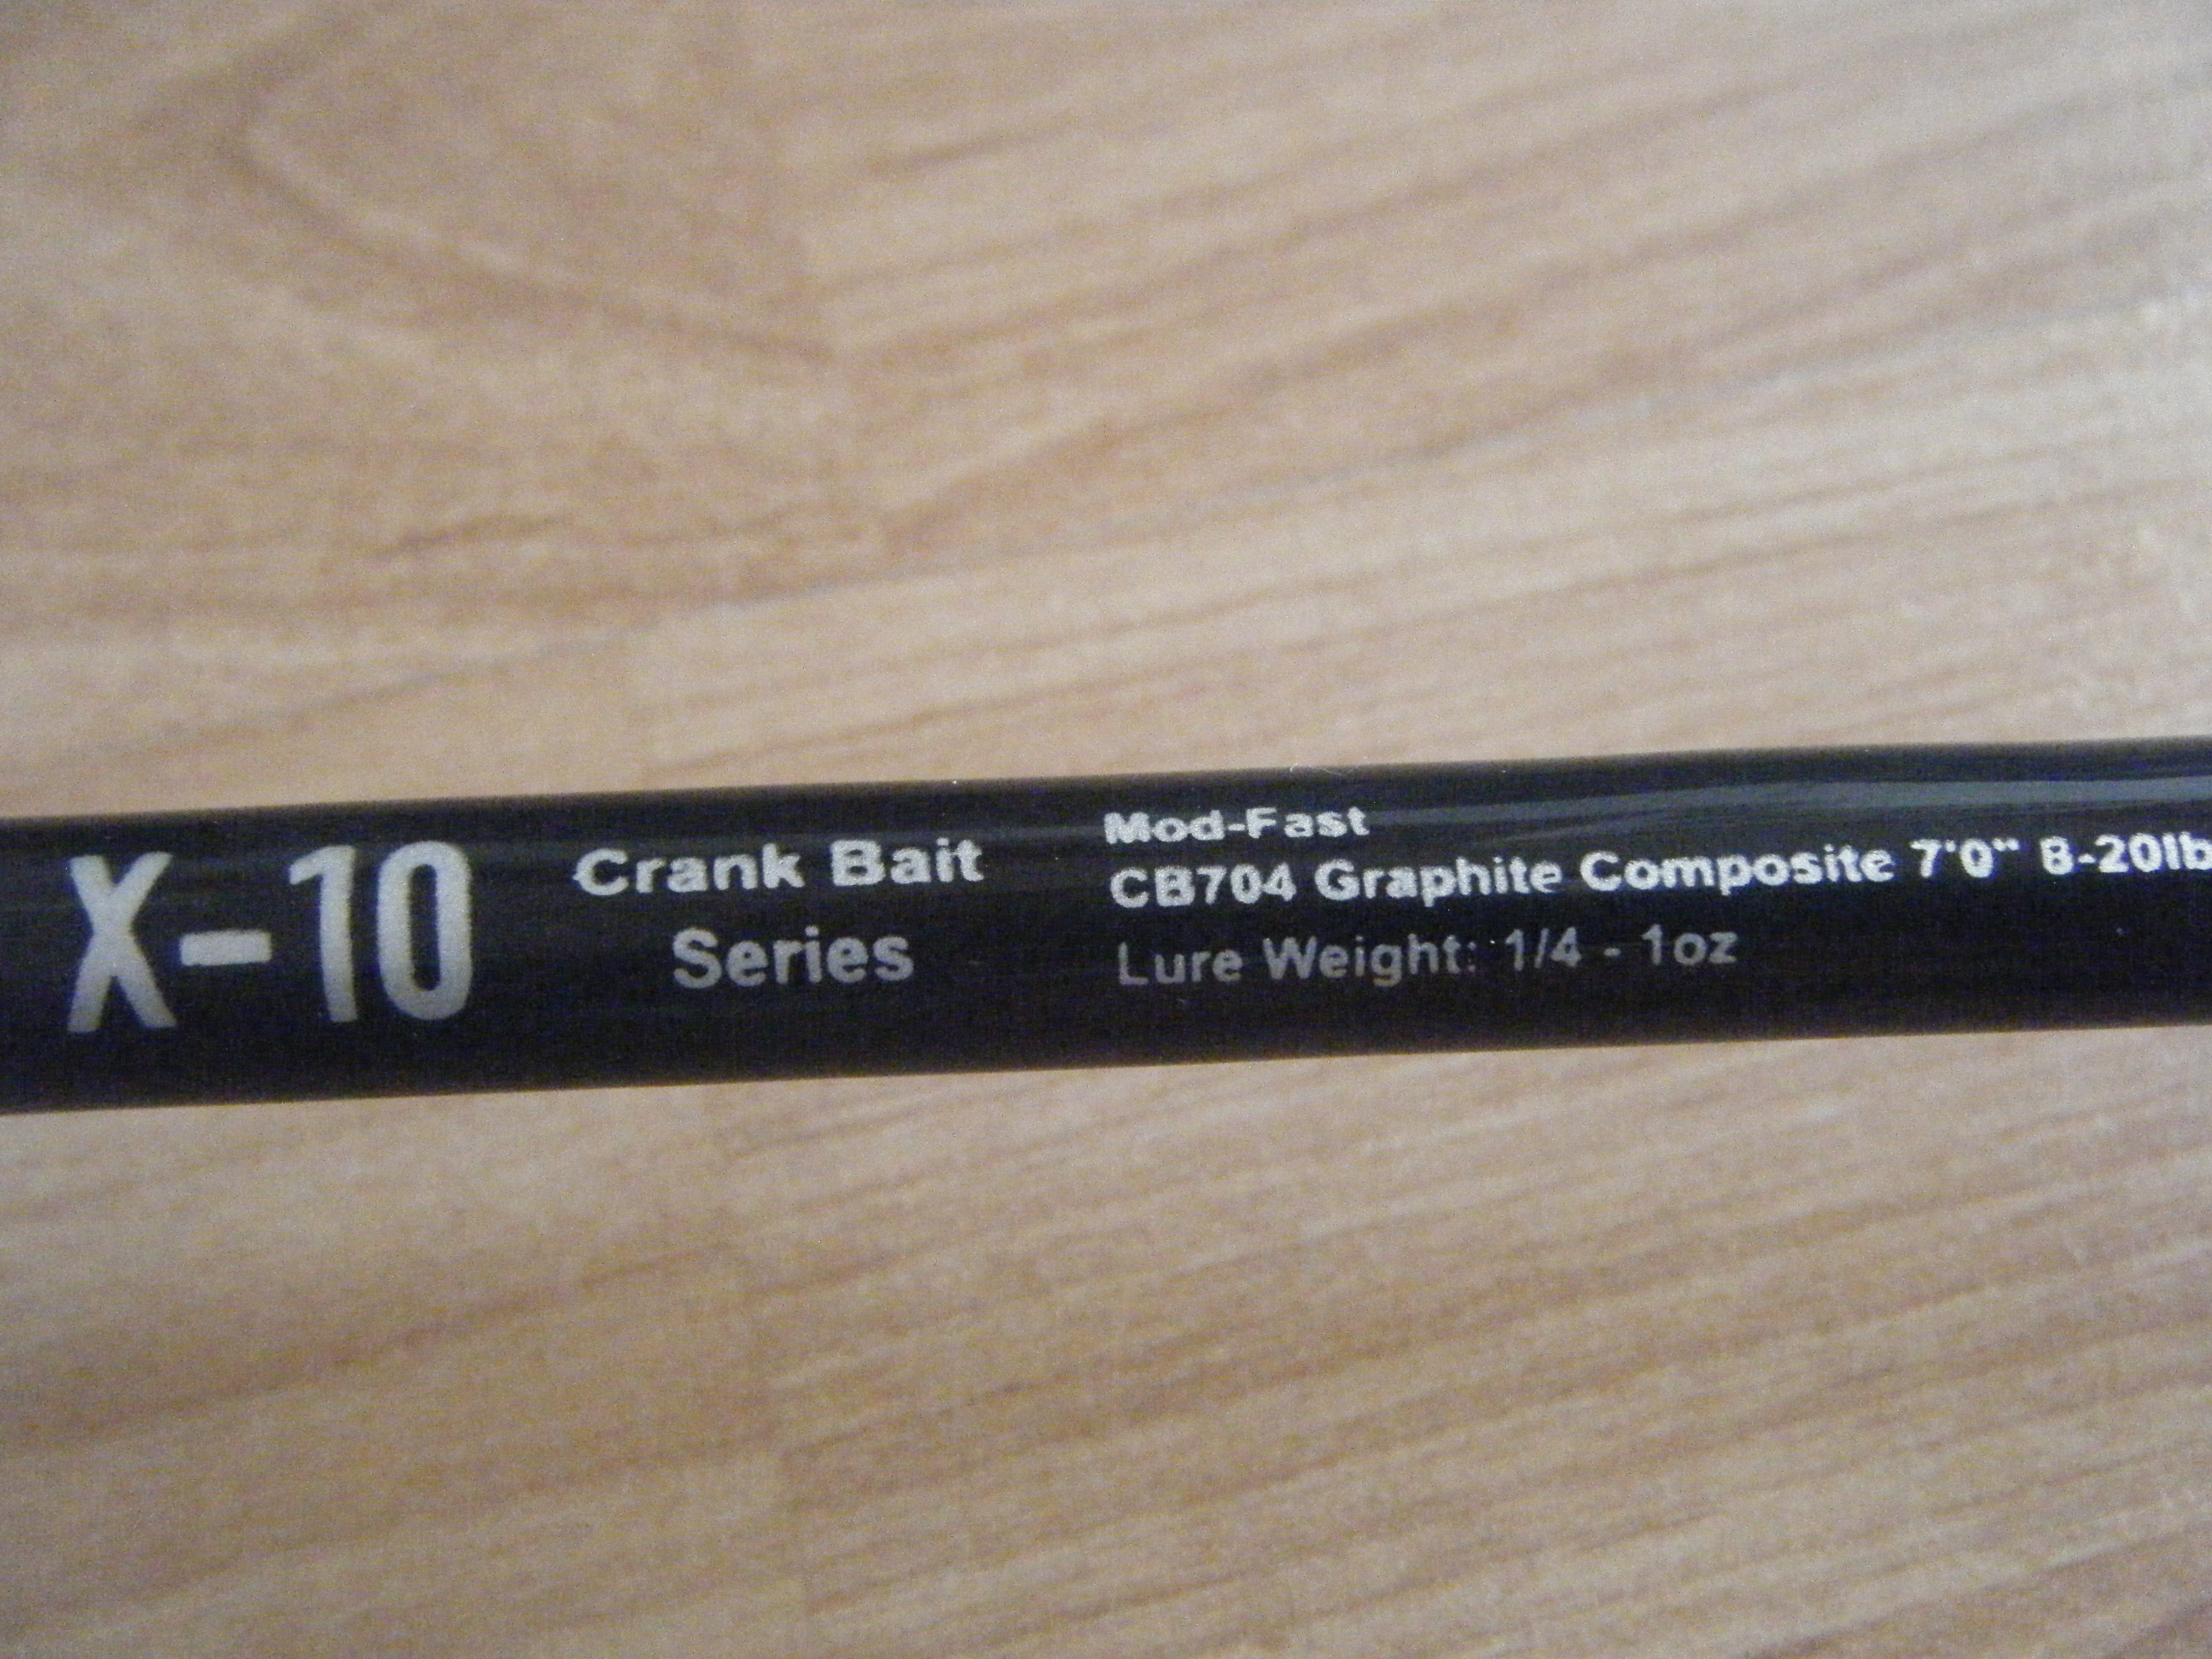 X-10
Crank Bait
Series
Mod-Fast
CB704 Graphite Composite 7'0" 8-20lb
Lure Weight: 1/4 - 1oz